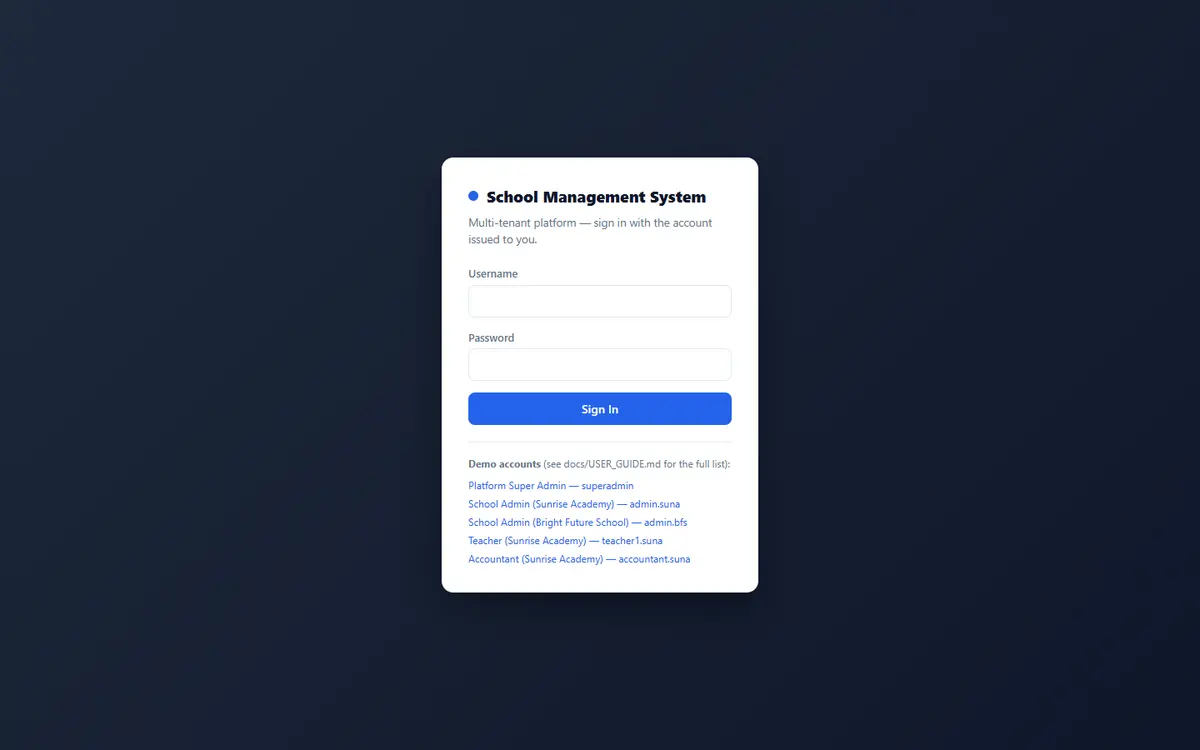 School Management System
Multi-tenant platform — sign in with the account
issued to you.
Username
Password
Sign In
Demo accounts (see docs/USER_GUIDE.md for the full list):
Platform Super Admin — superadmin
School Admin (Sunrise Academy) — admin.suna
School Admin (Bright Future School) — admin.bfs
Teacher (Sunrise Academy) — teacher1.suna
Accountant (Sunrise Academy) — accountant.suna